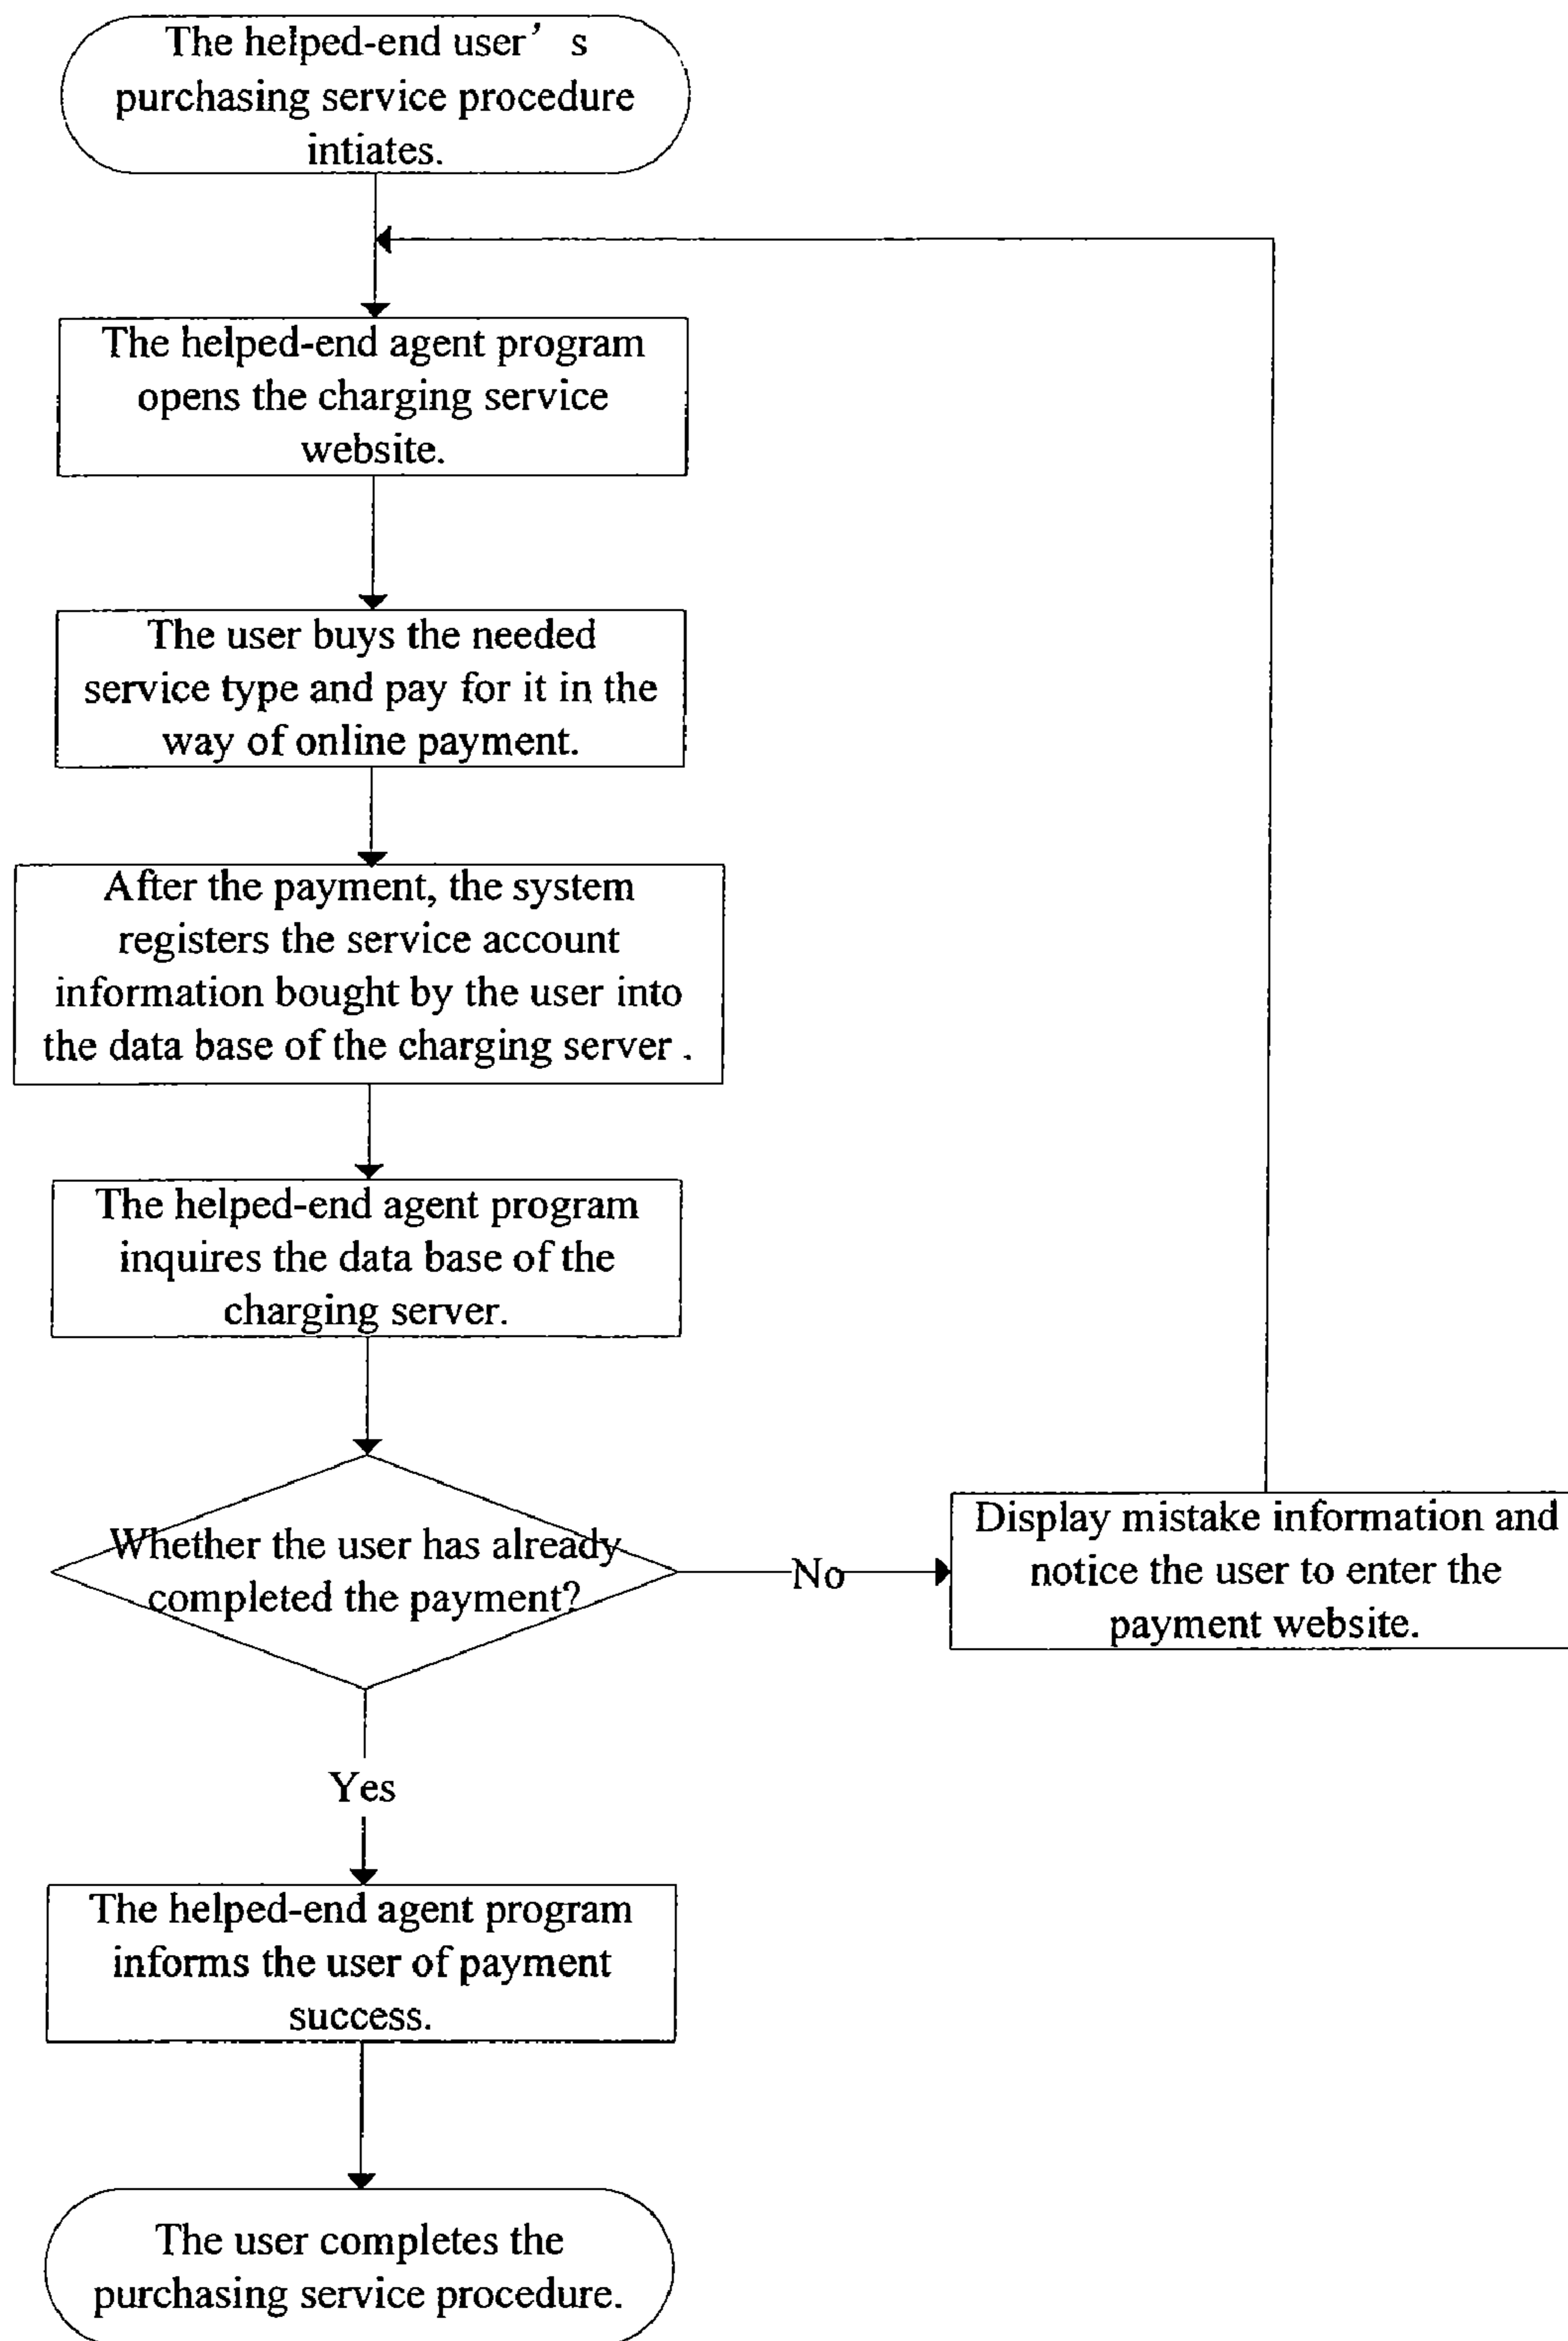 The helped-end user’s
purchasing service procedure
intiates.
The helped-end agent program
opens the charging service
website.
The user buys the needed
service type and pay for it in the
way of online payment.
After the payment, the system
registers the service account
information bought by the user into
the data base of the charging server .
The helped-end agent program
inquires the data base of the
charging server.
Whether the user has already
completed the payment?
No
Display mistake information and
notice the user to enter the
payment website.
Yes
The helped-end agent program
informs the user of payment
success.
The user completes the
purchasing service procedure.